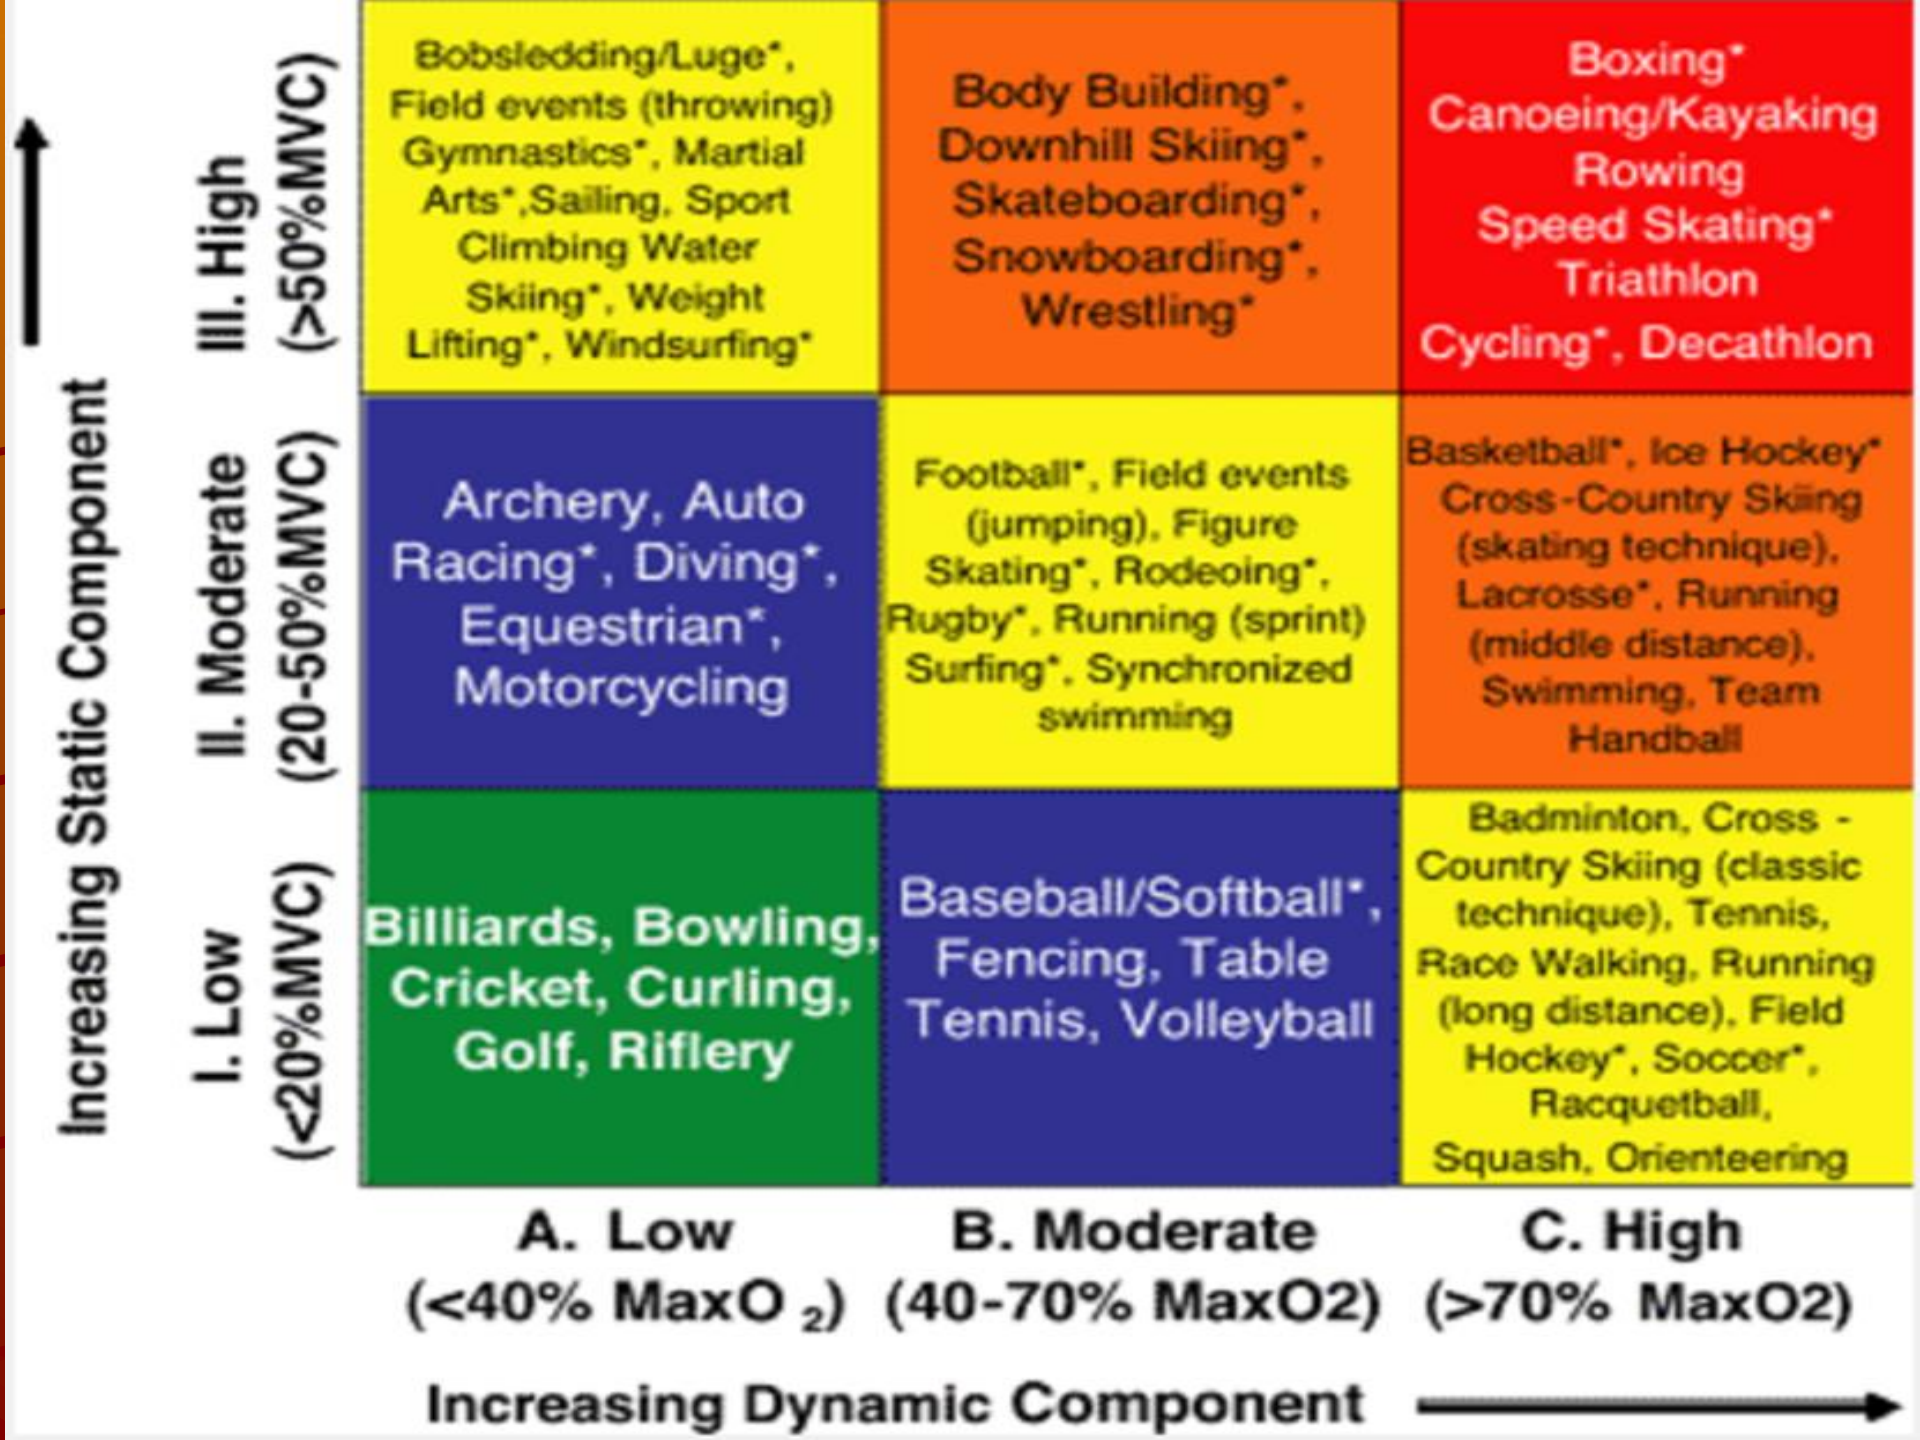 Increasing Static Component
III. High
(>50%MVC)
Bobsledding/Luge*,
Field events (throwing)
Gymnastics*, Martial
Arts*,Sailing, Sport
Climbing Water
Skiing*, Weight
Lifting*, Windsurfing*
Body Building*,
Downhill Skiing*,
Skateboarding*,
Snowboarding*,
Wrestling*
Boxing*
Canoeing/Kayaking
Rowing
Speed Skating*
Triathlon
Cycling*, Decathlon
II. Moderate
(20-50%MVC)
Archery, Auto
Racing*, Diving*,
Equestrian*,
Motorcycling
Football*, Field events
(jumping), Figure
Skating*, Rodeoing*,
Rugby*, Running (sprint)
Surfing*, Synchronized
swimming
Basketball*, Ice Hockey*
Cross-Country Skiing
(skating technique),
Lacrosse*, Running
(middle distance),
Swimming, Team
Handball
I. Low
(<20%MVC)
Billiards, Bowling,
Cricket, Curling,
Golf, Riflery
Baseball/Softball*,
Fencing, Table
Tennis, Volleyball
Badminton, Cross -
Country Skiing (classic
technique), Tennis,
Race Walking, Running
(long distance), Field
Hockey*, Soccer*,
Racquetball,
Squash, Orienteering
A. Low
(<40% MaxO 2)
B. Moderate
(40-70% MaxO2)
C. High
(>70% MaxO2)
Increasing Dynamic Component